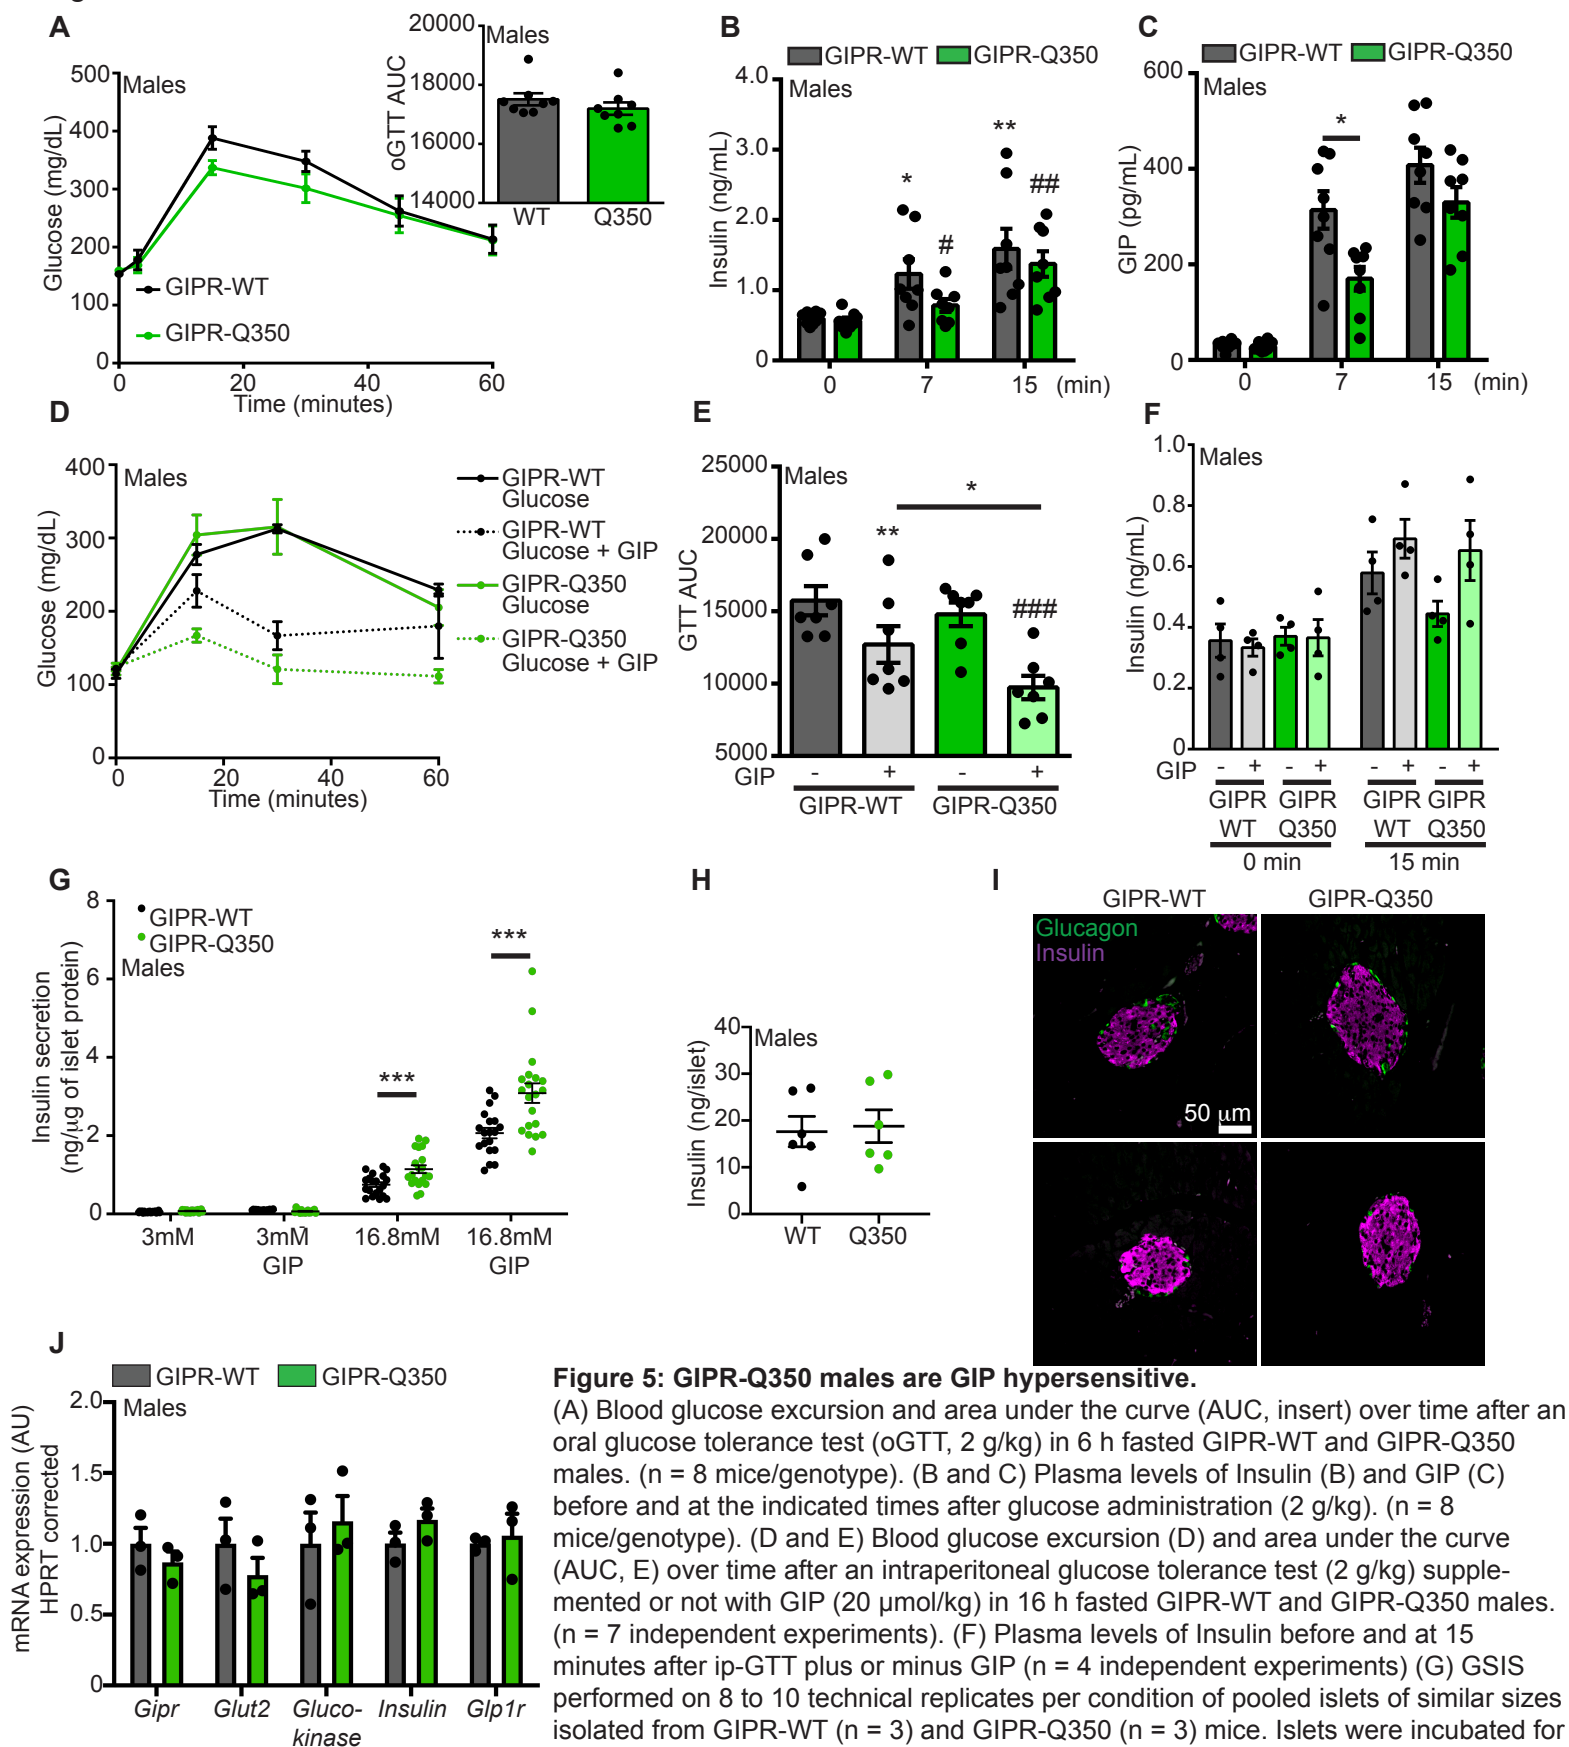 A
Males
Glucose (mg/dL)
500
400
300
200
100
0
GIPR-WT
GIPR-Q350
0
20
40
60
Time (minutes)
Males
oGTT AUC
20000
18000
16000
14000
WT
Q350
B
GIPR-WT
GIPR-Q350
Males
Insulin (ng/mL)
4.0
3.0
2.0
1.0
0
*
#
**
##
0
7
15
(min)
C
GIPR-WT
GIPR-Q350
Males
GIP (pg/mL)
600
400
200
0
*
0
7
15
(min)
D
Males
Glucose (mg/dL)
400
300
200
100
0
0
20
40
60
Time (minutes)
GIPR-WT
Glucose
GIPR-WT
Glucose + GIP
GIPR-Q350
Glucose
GIPR-Q350
Glucose + GIP
E
Males
GTT AUC
25000
20000
15000
10000
5000
**
*
###
GIP - + - +
GIPR-WT
GIPR-Q350
F
Males
Insulin (ng/mL)
1.0
0.8
0.6
0.4
0.2
0
GIP - + - + - + - +
GIPR GIPR GIPR GIPR
WT Q350 WT Q350
0 min
15 min
G
GIPR-WT
GIPR-Q350
Males
Insulin secretion
(ng/µg of islet protein)
8
6
4
2
0
***
***
3mM
3mM
GIP
16.8mM
16.8mM
GIP
H
Males
Insulin (ng/islet)
40
30
20
10
0
WT
Q350
I
GIPR-WT
GIPR-Q350
Glucagon
Insulin
50 µm
J
GIPR-WT
GIPR-Q350
Males
mRNA expression (AU)
HPRT corrected
2.0
1.5
1.0
0.5
0
Gipr
Glut2
Gluco-
kinase
Insulin
Glp1r
Figure 5: GIPR-Q350 males are GIP hypersensitive.
(A) Blood glucose excursion and area under the curve (AUC, insert) over time after an
oral glucose tolerance test (oGTT, 2 g/kg) in 6 h fasted GIPR-WT and GIPR-Q350
males. (n = 8 mice/genotype). (B and C) Plasma levels of Insulin (B) and GIP (C)
before and at the indicated times after glucose administration (2 g/kg). (n = 8
mice/genotype). (D and E) Blood glucose excursion (D) and area under the curve
(AUC, E) over time after an intraperitoneal glucose tolerance test (2 g/kg) supple-
mented or not with GIP (20 µmol/kg) in 16 h fasted GIPR-WT and GIPR-Q350 males.
(n = 7 independent experiments). (F) Plasma levels of Insulin before and at 15
minutes after ip-GTT plus or minus GIP (n = 4 independent experiments) (G) GSIS
performed on 8 to 10 technical replicates per condition of pooled islets of similar sizes
isolated from GIPR-WT (n = 3) and GIPR-Q350 (n = 3) mice. Islets were incubated for